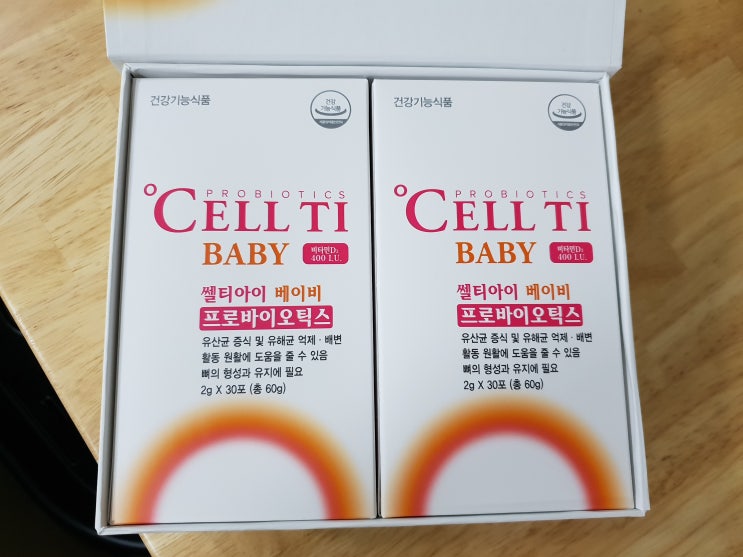 건강기능식품
건강
기능식품
PROBIOTICS
°CELL TI
BABY
비타민D₃
400 I.U.
쎌티아이 베이비
프로바이오틱스
유산균 증식 및 유해균 억제·배변
활동 원활에 도움을 줄 수 있음
뼈의 형성과 유지에 필요
2g X 30포 (총 60g)
건강기능식품
건강
기능식품
PROBIOTICS
°CELL TI
BABY
비타민D₃
400 I.U.
쎌티아이 베이비
프로바이오틱스
유산균 증식 및 유해균 억제·배변
활동 원활에 도움을 줄 수 있음
뼈의 형성과 유지에 필요
2g X 30포 (총 60g)